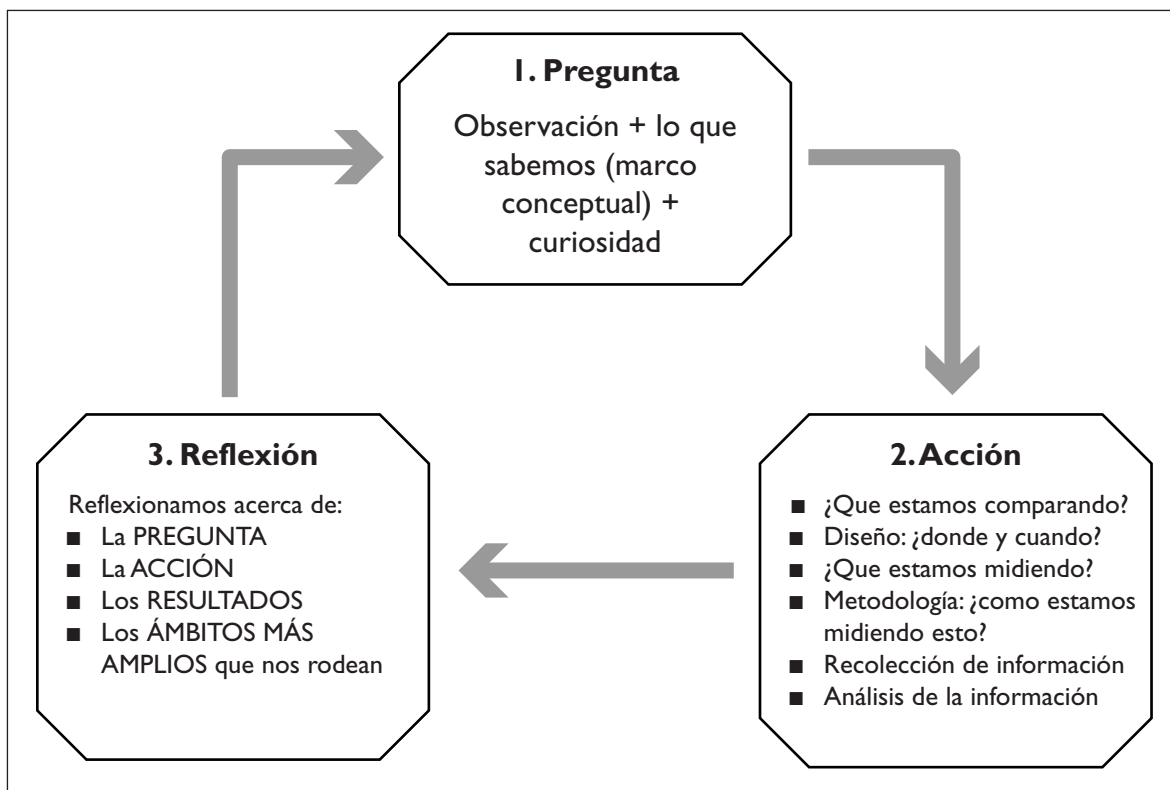 1. Pregunta
Observación + lo que
sabemos (marco
conceptual) +
curiosidad
2. Acción
■ ¿Que estamos comparando?
■ Diseño: ¿donde y cuando?
■ ¿Que estamos midiendo?
■ Metodología: ¿como estamos
midiendo esto?
■ Recolección de información
■ Análisis de la información
3. Reflexión
Reflexionamos acerca de:
■ La PREGUNTA
■ La ACCIÓN
■ Los RESULTADOS
■ Los ÁMBITOS MÁS
AMPLIOS que nos rodean